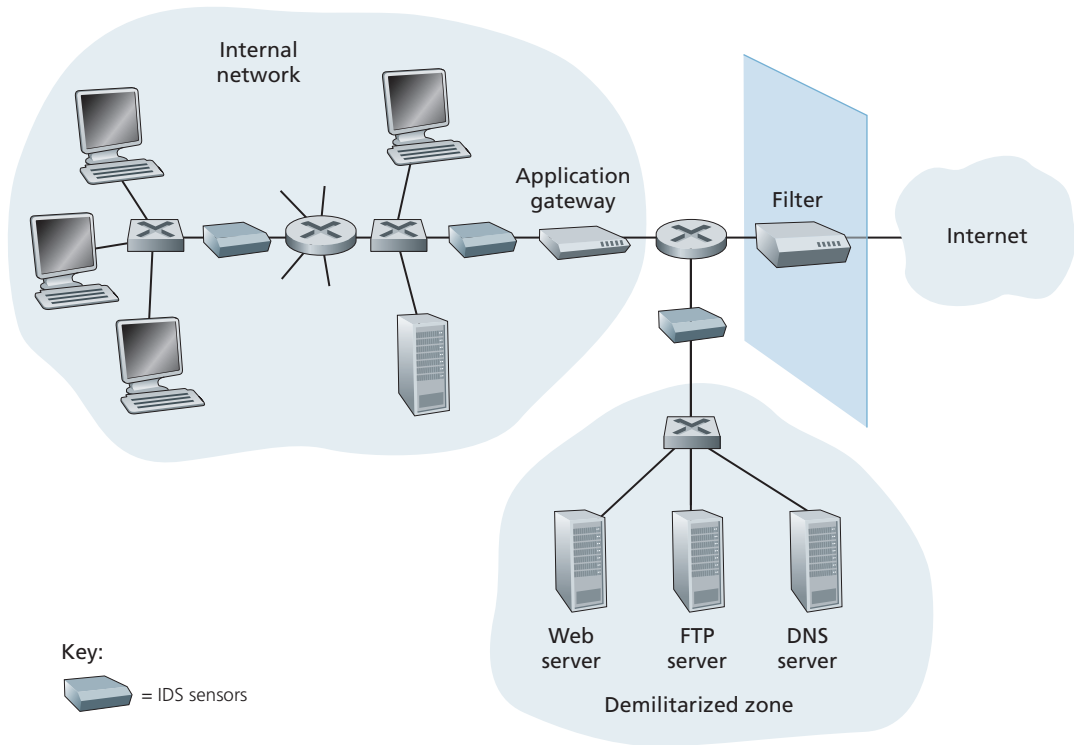 Internal
network
Application
gateway
Filter
Internet
Web
server
FTP
server
DNS
server
Demilitarized zone
Key:
= IDS sensors